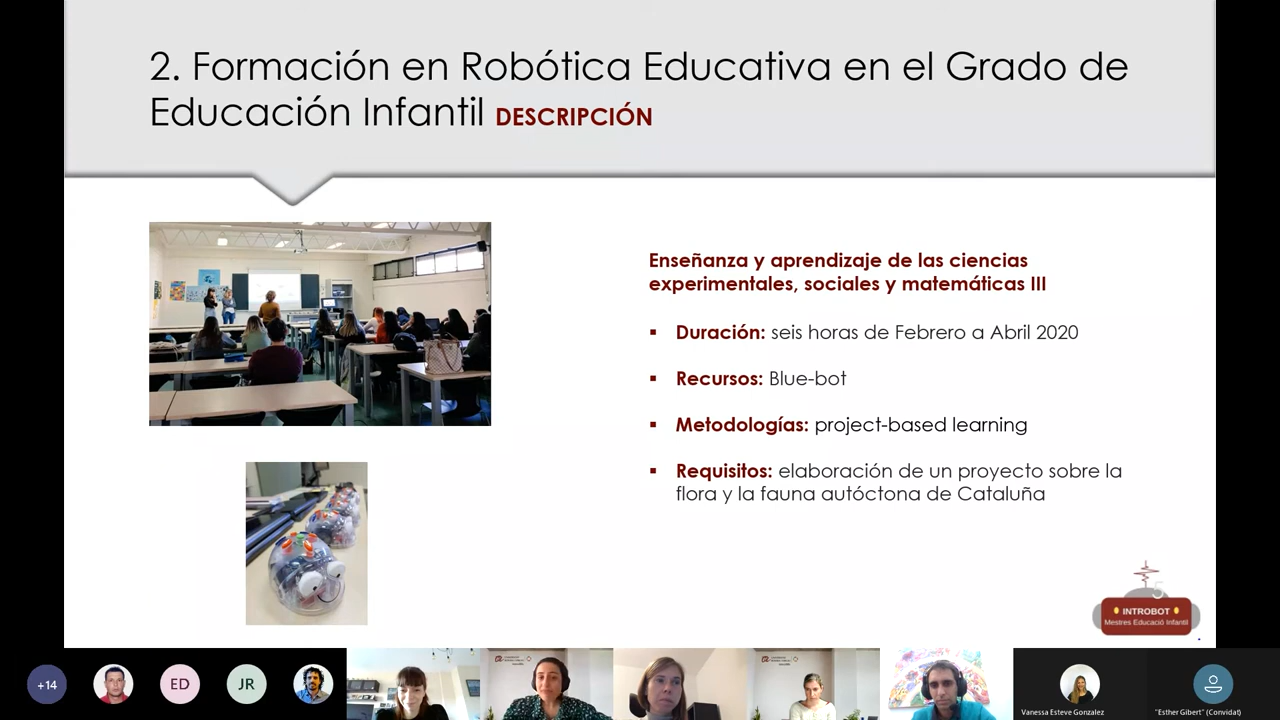 2. Formación en Robótica Educativa en el Grado de
Educación Infantil DESCRIPCIÓN
Enseñanza y aprendizaje de las ciencias
experimentales, sociales y matemáticas III
▪ Duración: seis horas de Febrero a Abril 2020
▪ Recursos: Blue-bot
▪ Metodologías: project-based learning
▪ Requisitos: elaboración de un proyecto sobre la
flora y la fauna autóctona de Cataluña
5
INTROBOT
Mestres Educació Infantil
+14
ED
JR
Vanessa Esteve Gonzalez
"Esther Gibert" (Convidat)